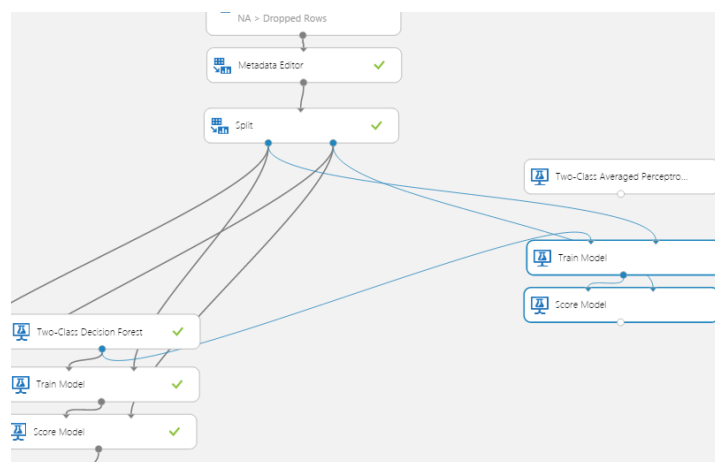 NA > Dropped Rows
Metadata Editor
Split
Two-Class Averaged Perceptro...
Train Model
Score Model
Two-Class Decision Forest
Train Model
Score Model